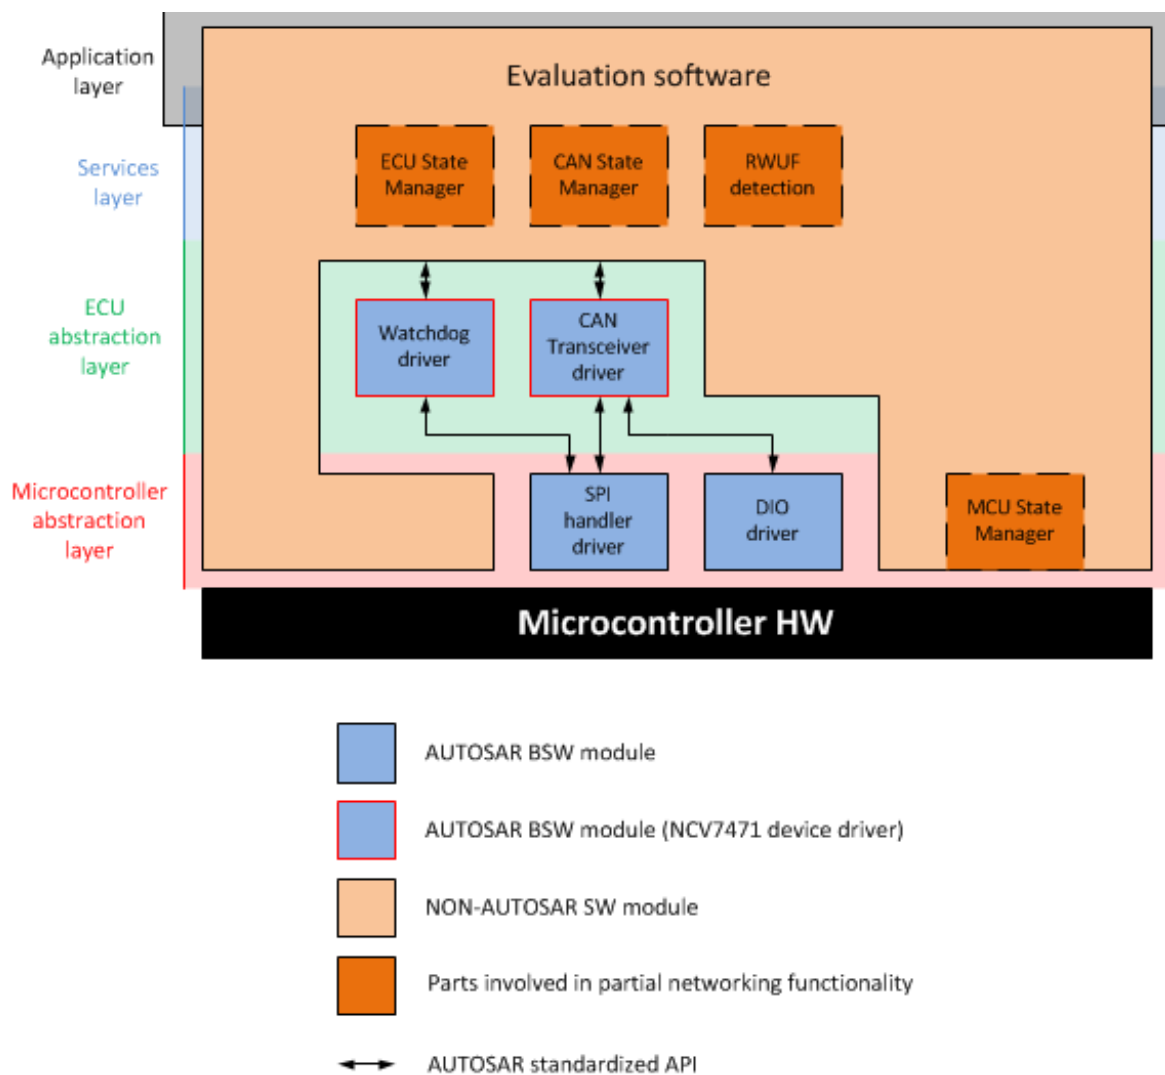 Application
layer
Evaluation software
Services
layer
ECU State
Manager
CAN State
Manager
RWUF
detection
ECU
abstraction
layer
Watchdog
driver
CAN
Transceiver
driver
Microcontroller
abstraction
layer
SPI
handler
driver
DIO
driver
MCU State
Manager
Microcontroller HW
AUTOSAR BSW module
AUTOSAR BSW module (NCV7471 device driver)
NON-AUTOSAR SW module
Parts involved in partial networking functionality
AUTOSAR standardized API